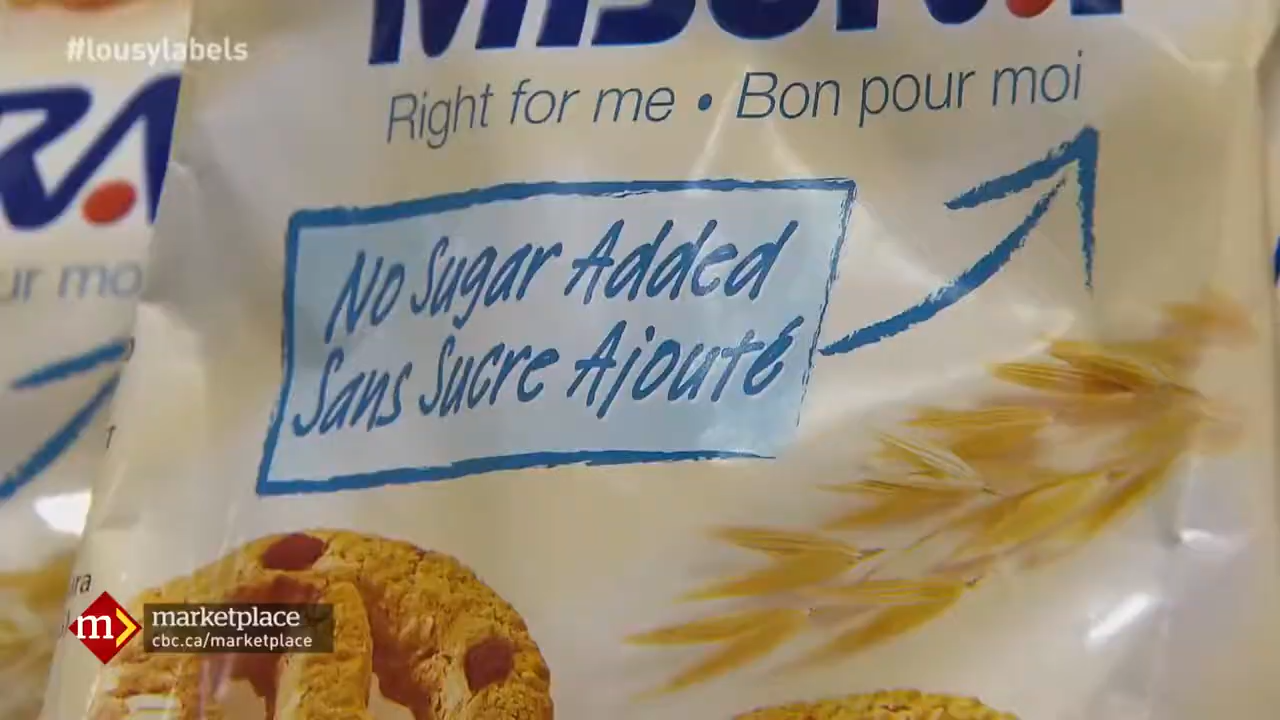 #lousylabels
MISURA
Right for me • Bon pour moi
No Sugar Added
Sans Sucre Ajouté
RA
ur mo
m
marketplace
cbc.ca/marketplace